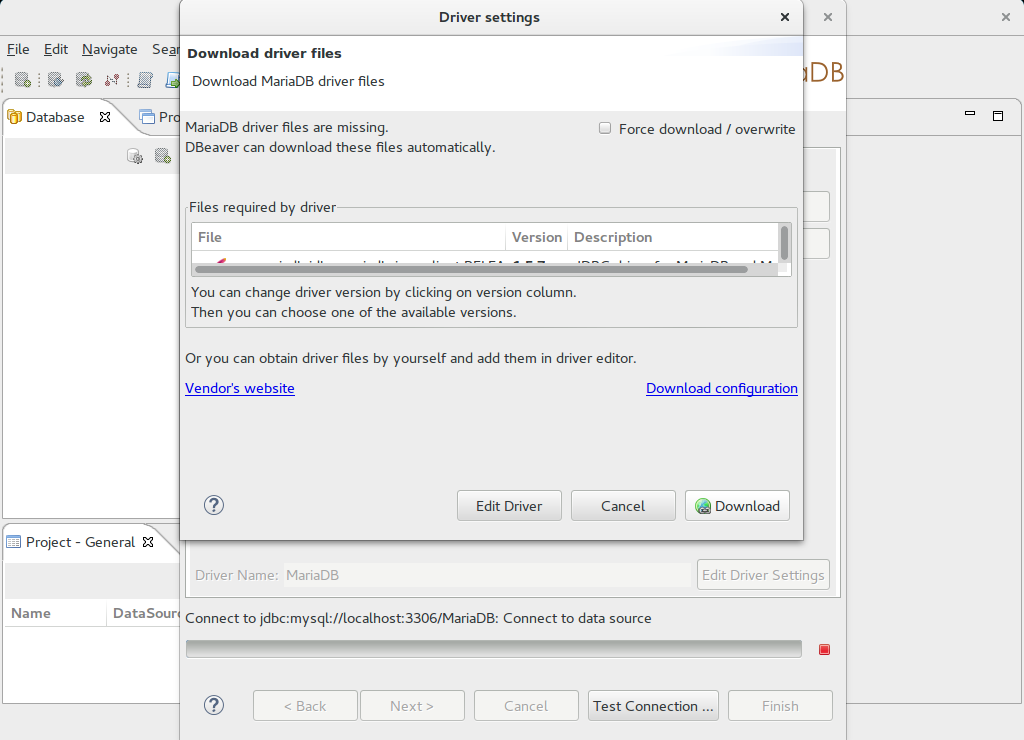 Driver settings
File Edit Navigate Sear
Download driver files
Download MariaDB driver files
aDB
Database
Pro
MariaDB driver files are missing.
Force download / overwrite
DBeaver can download these files automatically.
Files required by driver
File Version Description
You can change driver version by clicking on version column.
Then you can choose one of the available versions.
Or you can obtain driver files by yourself and add them in driver editor.
Vendor's website
Download configuration
Edit Driver
Cancel
Download
Project - General
Driver Name: MariaDB
Edit Driver Settings
Name DataSourc
Connect to jdbc:mysql://localhost:3306/MariaDB: Connect to data source
< Back
Next >
Cancel
Test Connection ...
Finish